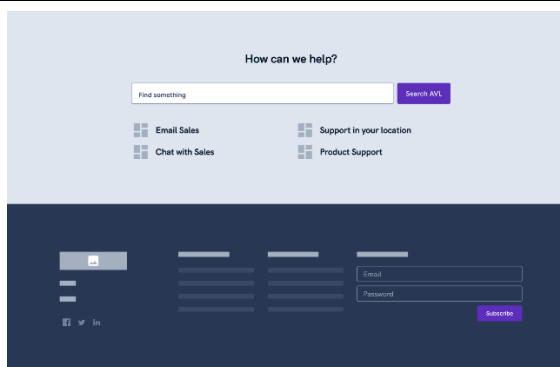 How can we help?
Find something
Search AVL
Email Sales
Support in your location
Chat with Sales
Product Support
Email
Password
Subscribe